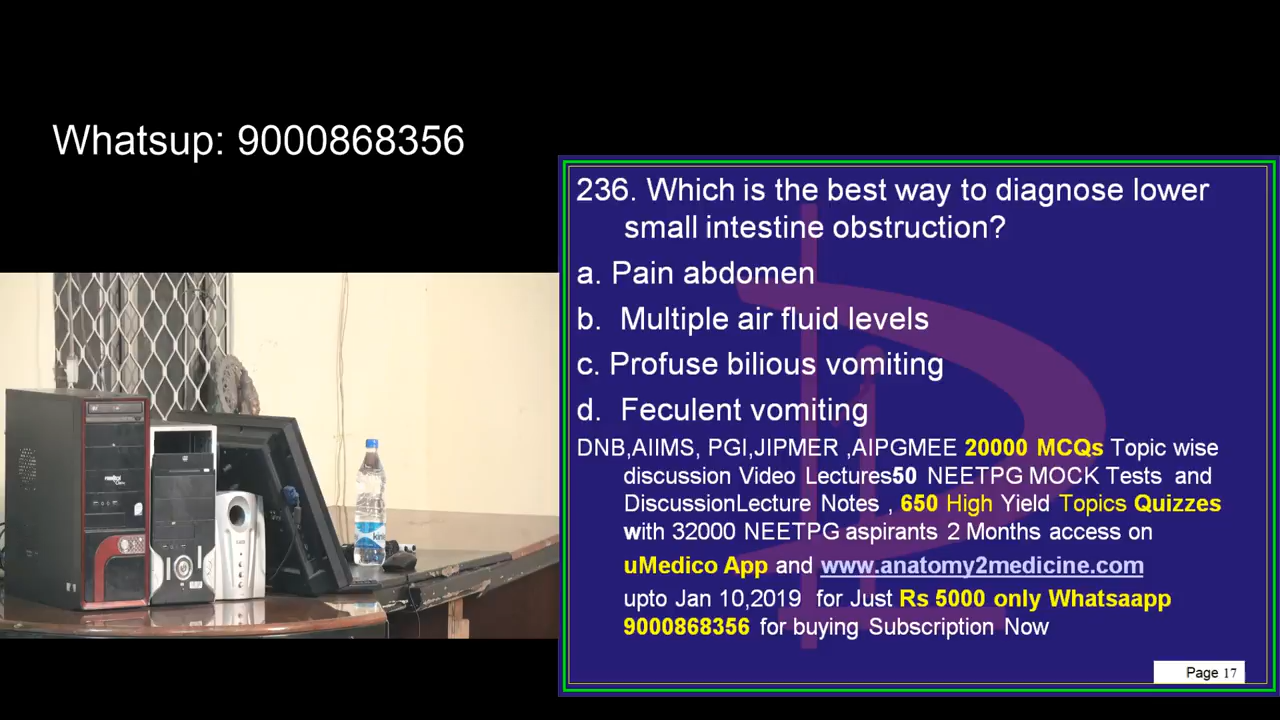 Whatsup: 9000868356
236. Which is the best way to diagnose lower
small intestine obstruction?
a. Pain abdomen
b. Multiple air fluid levels
c. Profuse bilious vomiting
d. Feculent vomiting
DNB,AIIMS, PGI,JIPMER ,AIPGMEE 20000 MCQs Topic wise
discussion Video Lectures50 NEETPG MOCK Tests and
DiscussionLecture Notes , 650 High Yield Topics Quizzes
with 32000 NEETPG aspirants 2 Months access on
uMedico App and www.anatomy2medicine.com
upto Jan 10,2019 for Just Rs 5000 only Whatsaapp
9000868356 for buying Subscription Now
Page 17